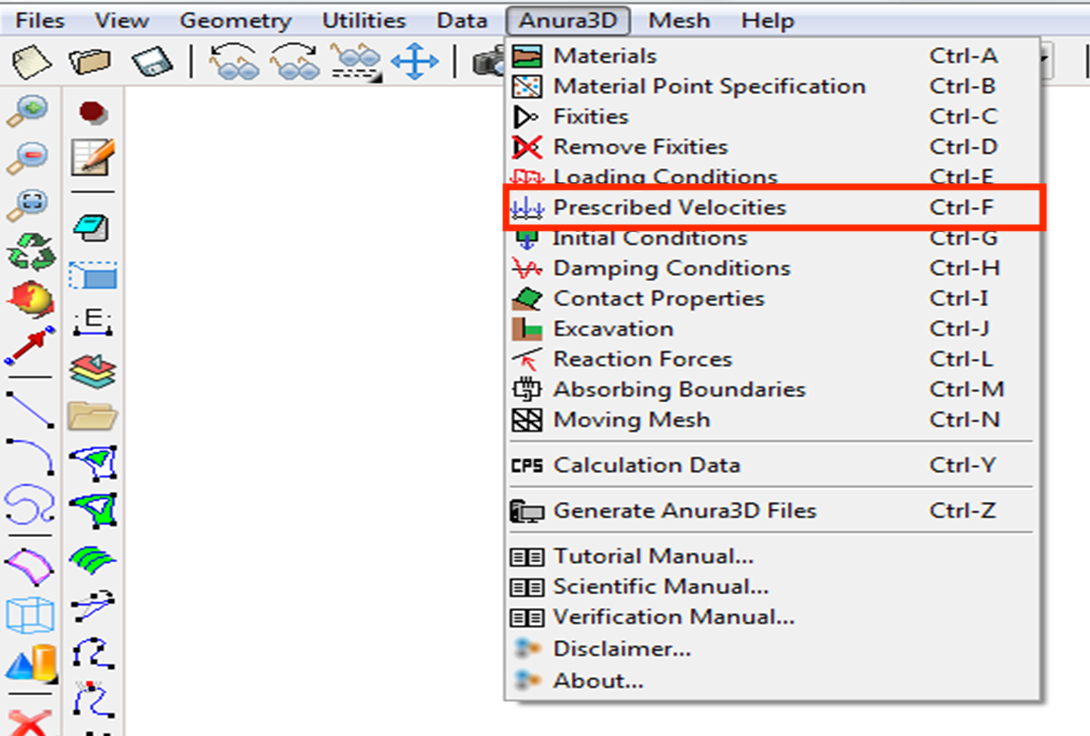 Files View Geometry Utilities Data Anura3D Mesh Help
Materials Ctrl-A
Material Point Specification Ctrl-B
Fixities Ctrl-C
Remove Fixities Ctrl-D
Loading Conditions Ctrl-E
Prescribed Velocities Ctrl-F
Initial Conditions Ctrl-G
Damping Conditions Ctrl-H
Contact Properties Ctrl-I
Excavation Ctrl-J
Reaction Forces Ctrl-L
Absorbing Boundaries Ctrl-M
Moving Mesh Ctrl-N
CPS Calculation Data Ctrl-Y
Generate Anura3D Files Ctrl-Z
Tutorial Manual...
Scientific Manual...
Verification Manual...
Disclaimer...
About...
E